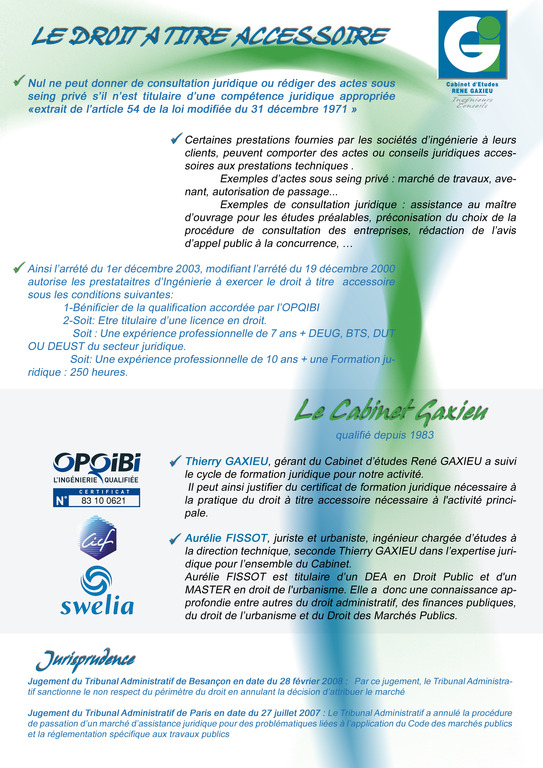 LE DROIT A TITRE ACCESSOIRE
G
Cabinet d'Etudes
RENE GAXIEU
Ingénieurs
Conseils
Nul ne peut donner de consultation juridique ou rédiger des actes sous
seing privé s'il n'est titulaire d'une compétence juridique appropriée
«extrait de l'article 54 de la loi modifiée du 31 décembre 1971 »
Certaines prestations fournies par les sociétés d'ingénierie à leurs
clients, peuvent comporter des actes ou conseils juridiques acces-
soires aux prestations techniques .
Exemples d'actes sous seing privé : marché de travaux, ave-
nant, autorisation de passage...
Exemples de consultation juridique : assistance au maître
d'ouvrage pour les études préalables, préconisation du choix de la
procédure de consultation des entreprises, rédaction de l'avis
d'appel public à la concurrence, …
Ainsi l'arrêté du 1er décembre 2003, modifiant l'arrêté du 19 décembre 2000
autorise les prestataitres d'Ingénierie à exercer le droit à titre accessoire
sous les conditions suivantes:
1-Bénificier de la qualification accordée par l'OPQIBI
2-Soit: Etre titulaire d'une licence en droit.
Soit : Une expérience professionnelle de 7 ans + DEUG, BTS, DUT
OU DEUST du secteur juridique.
Soit: Une expérience professionnelle de 10 ans + une Formation ju-
ridique : 250 heures.
Le Cabinet Gaxieu
qualifié depuis 1983
OPQIBI
L'INGÉNIERIE QUALIFIÉE
CERTIFICAT
N° 83 10 0621
Cicf
swelia
Thierry GAXIEU, gérant du Cabinet d'études René GAXIEU a suivi
le cycle de formation juridique pour notre activité.
Il peut ainsi justifier du certificat de formation juridique nécessaire à
la pratique du droit à titre accessoire nécessaire à l'activité princi-
pale.
Aurélie FISSOT, juriste et urbaniste, ingénieur chargée d'études à
la direction technique, seconde Thierry GAXIEU dans l'expertise juri-
dique pour l'ensemble du Cabinet.
Aurélie FISSOT est titulaire d'un DEA en Droit Public et d'un
MASTER en droit de l'urbanisme. Elle a donc une connaissance ap-
profondie entre autres du droit administratif, des finances publiques,
du droit de l'urbanisme et du Droit des Marchés Publics.
Jurisprudence
Jugement du Tribunal Administratif de Besançon en date du 28 février 2008 : Par ce jugement, le Tribunal Administra-
tif sanctionne le non respect du périmètre du droit en annulant la décision d'attribuer le marché
Jugement du Tribunal Administratif de Paris en date du 27 juillet 2007 : Le Tribunal Administratif a annulé la procédure
de passation d'un marché d'assistance juridique pour des problématiques liées à l'application du Code des marchés publics
et la réglementation spécifique aux travaux publics